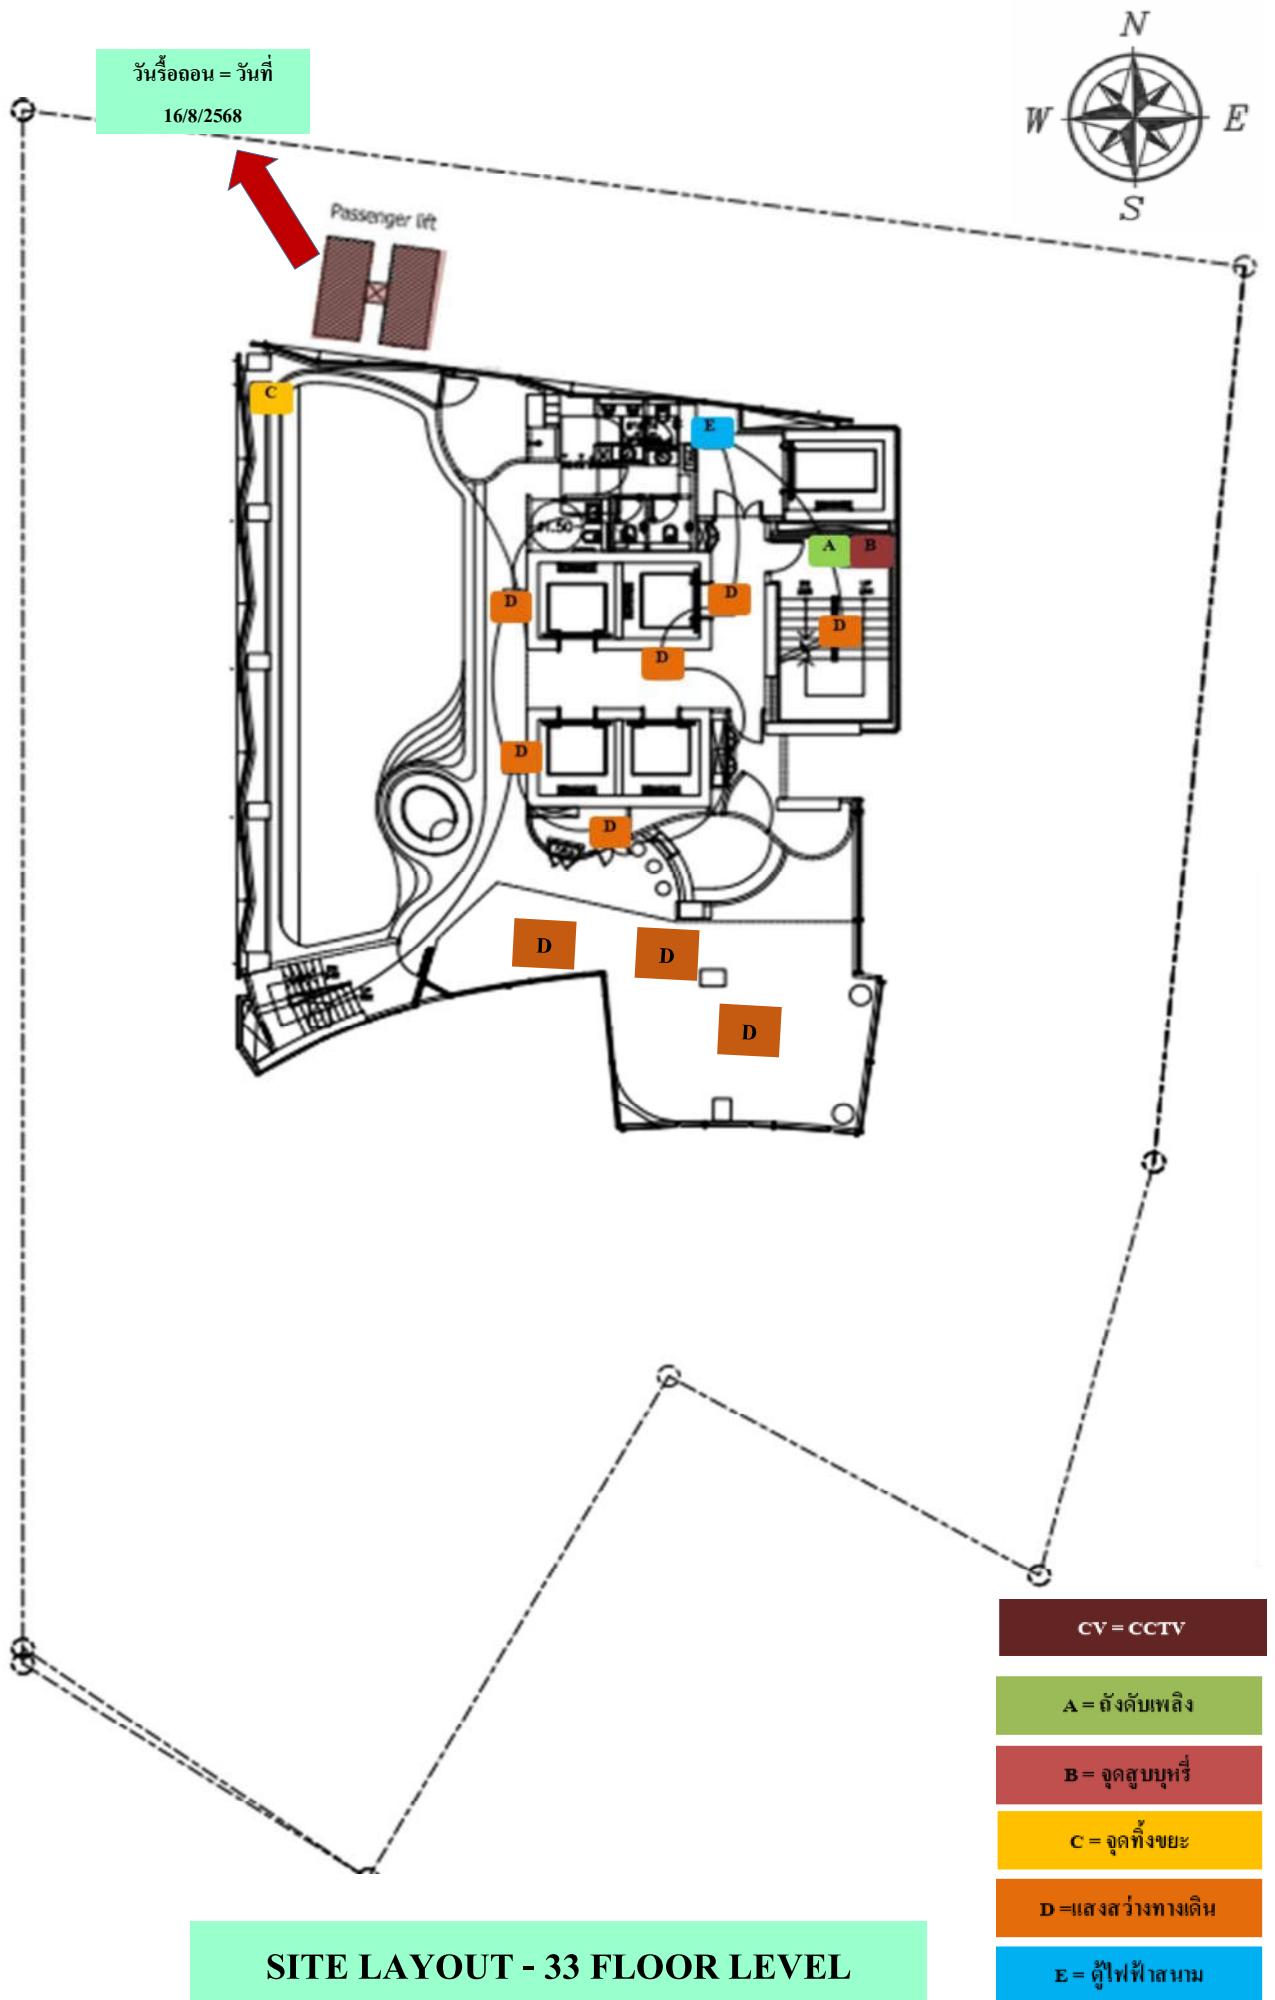 N
วันรื้อถอน = วันที่
16/8/2568
W
E
S
Passenger lift
C
E
A
B
D
D
D
D
D
D
D
D
D
CV = CCTV
A = ถังดับเพลิง
B = จุดสูบบุหรี่
C = จุดทิ้งขยะ
D =แสงสว่างทางเดิน
E = ตู้ไฟฟ้าสนาม
SITE LAYOUT - 33 FLOOR LEVEL